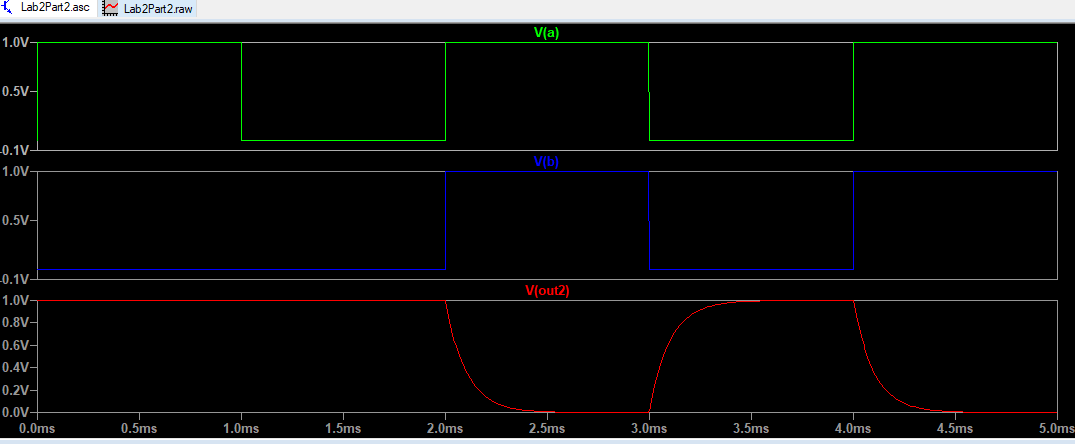 Lab2Part2.asc Lab2Part2.raw
V(a)
1.0V
0.5V
-0.1V
V(b)
1.0V
0.5V
-0.1V
V(out2)
1.0V
0.8V
0.6V
0.4V
0.2V
0.0V
0.0ms 0.5ms 1.0ms 1.5ms 2.0ms 2.5ms 3.0ms 3.5ms 4.0ms 4.5ms 5.0ms